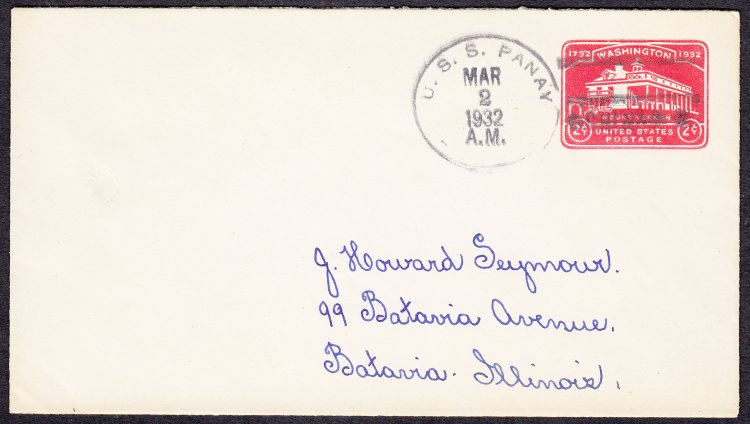 U. S. S. PANAY
MAR
2
1932
A.M.
1732 WASHINGTON 1932
MOUNT VERNON
2¢ UNITED STATES 2¢
POSTAGE
J. Howard Seymour.
99 Batavia Avenue.
Batavia. Illinois.